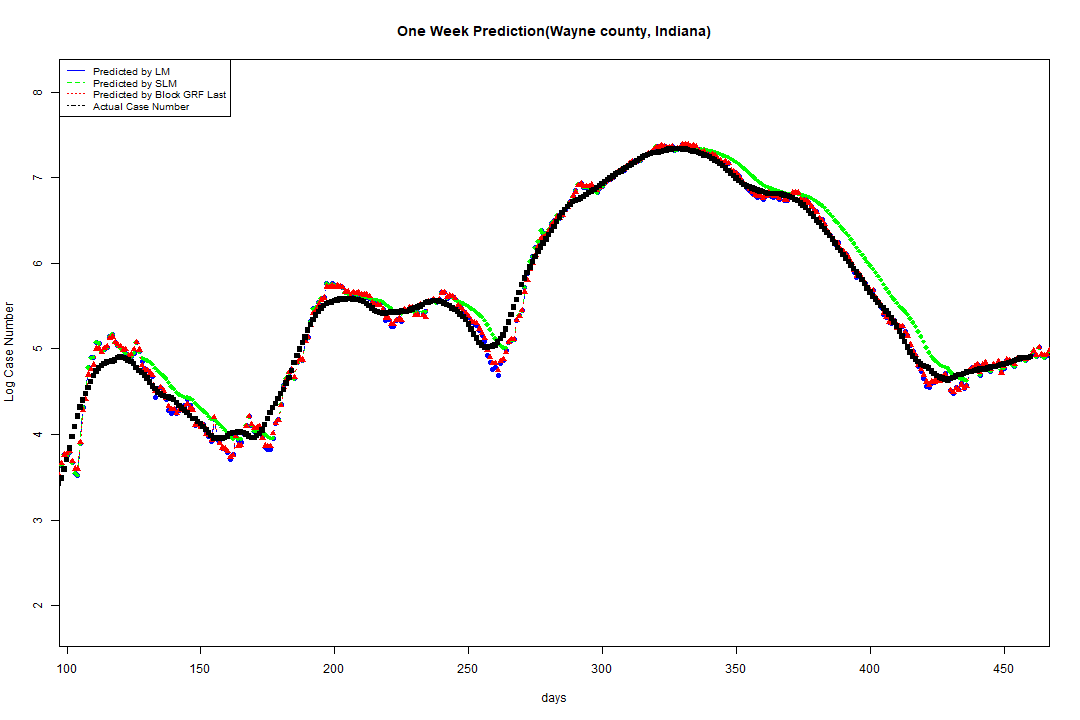 One Week Prediction(Wayne county, Indiana)
Predicted by LM
Predicted by SLM
Predicted by Block GRF Last
Actual Case Number
8
7
6
5
4
3
2
Log Case Number
100 150 200 250 300 350 400 450
days